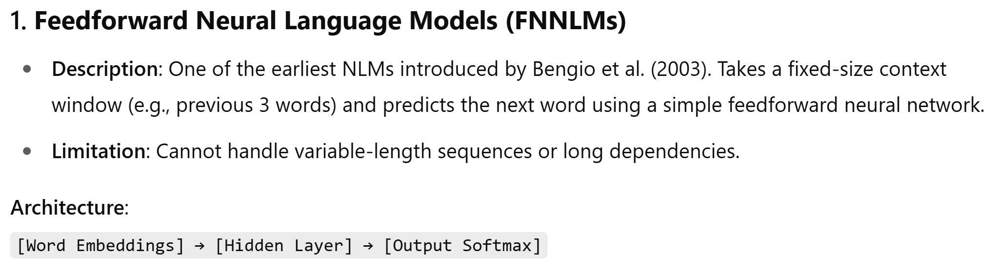 1. Feedforward Neural Language Models (FNNLMs)
• Description: One of the earliest NLMs introduced by Bengio et al. (2003). Takes a fixed-size context
window (e.g., previous 3 words) and predicts the next word using a simple feedforward neural network.
• Limitation: Cannot handle variable-length sequences or long dependencies.
Architecture:
[Word Embeddings] → [Hidden Layer] → [Output Softmax]